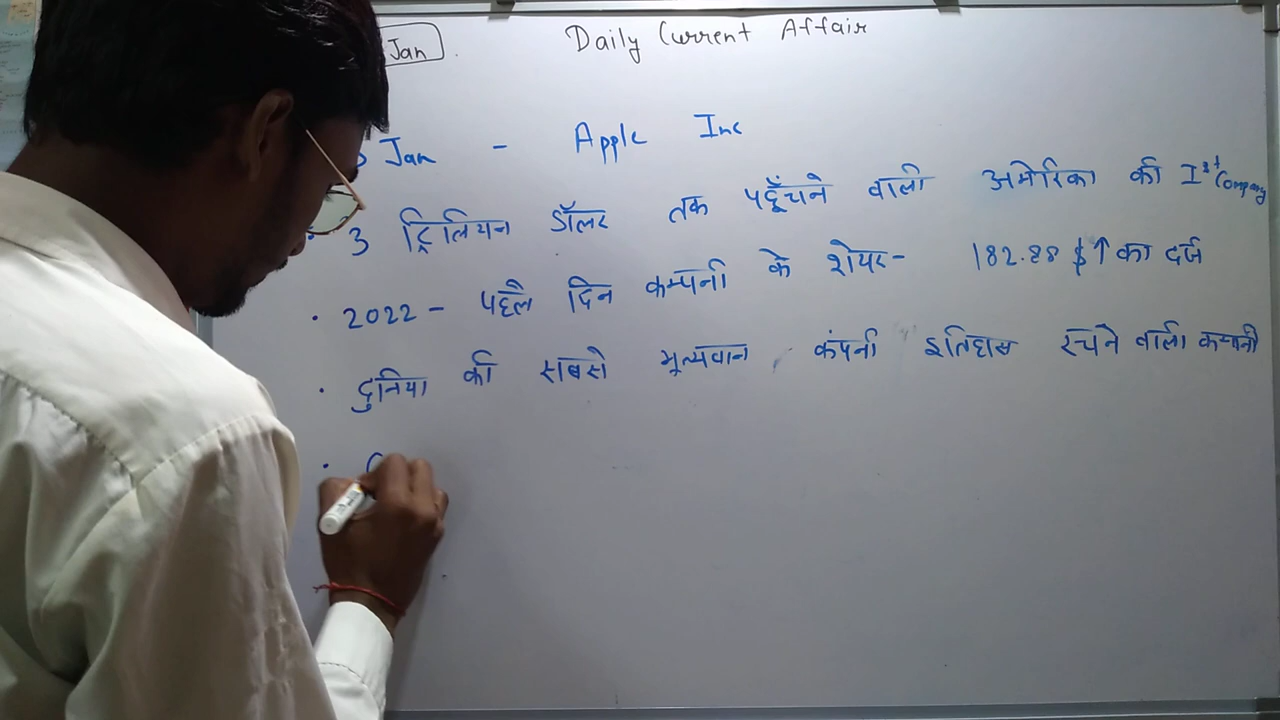 Jan
Daily Current Affair
Jan - Apple Inc
3 ट्रिलियन डॉलर तक पहूँचने वाली अमेरिका की Ist Company
2022 - पहलै दिन कम्पनी के शेयर- 182.88 $↑ का दर्ज
दुनिया की सबसे मूल्यवान कंपनी इतिहास रचने वाली कम्पनी